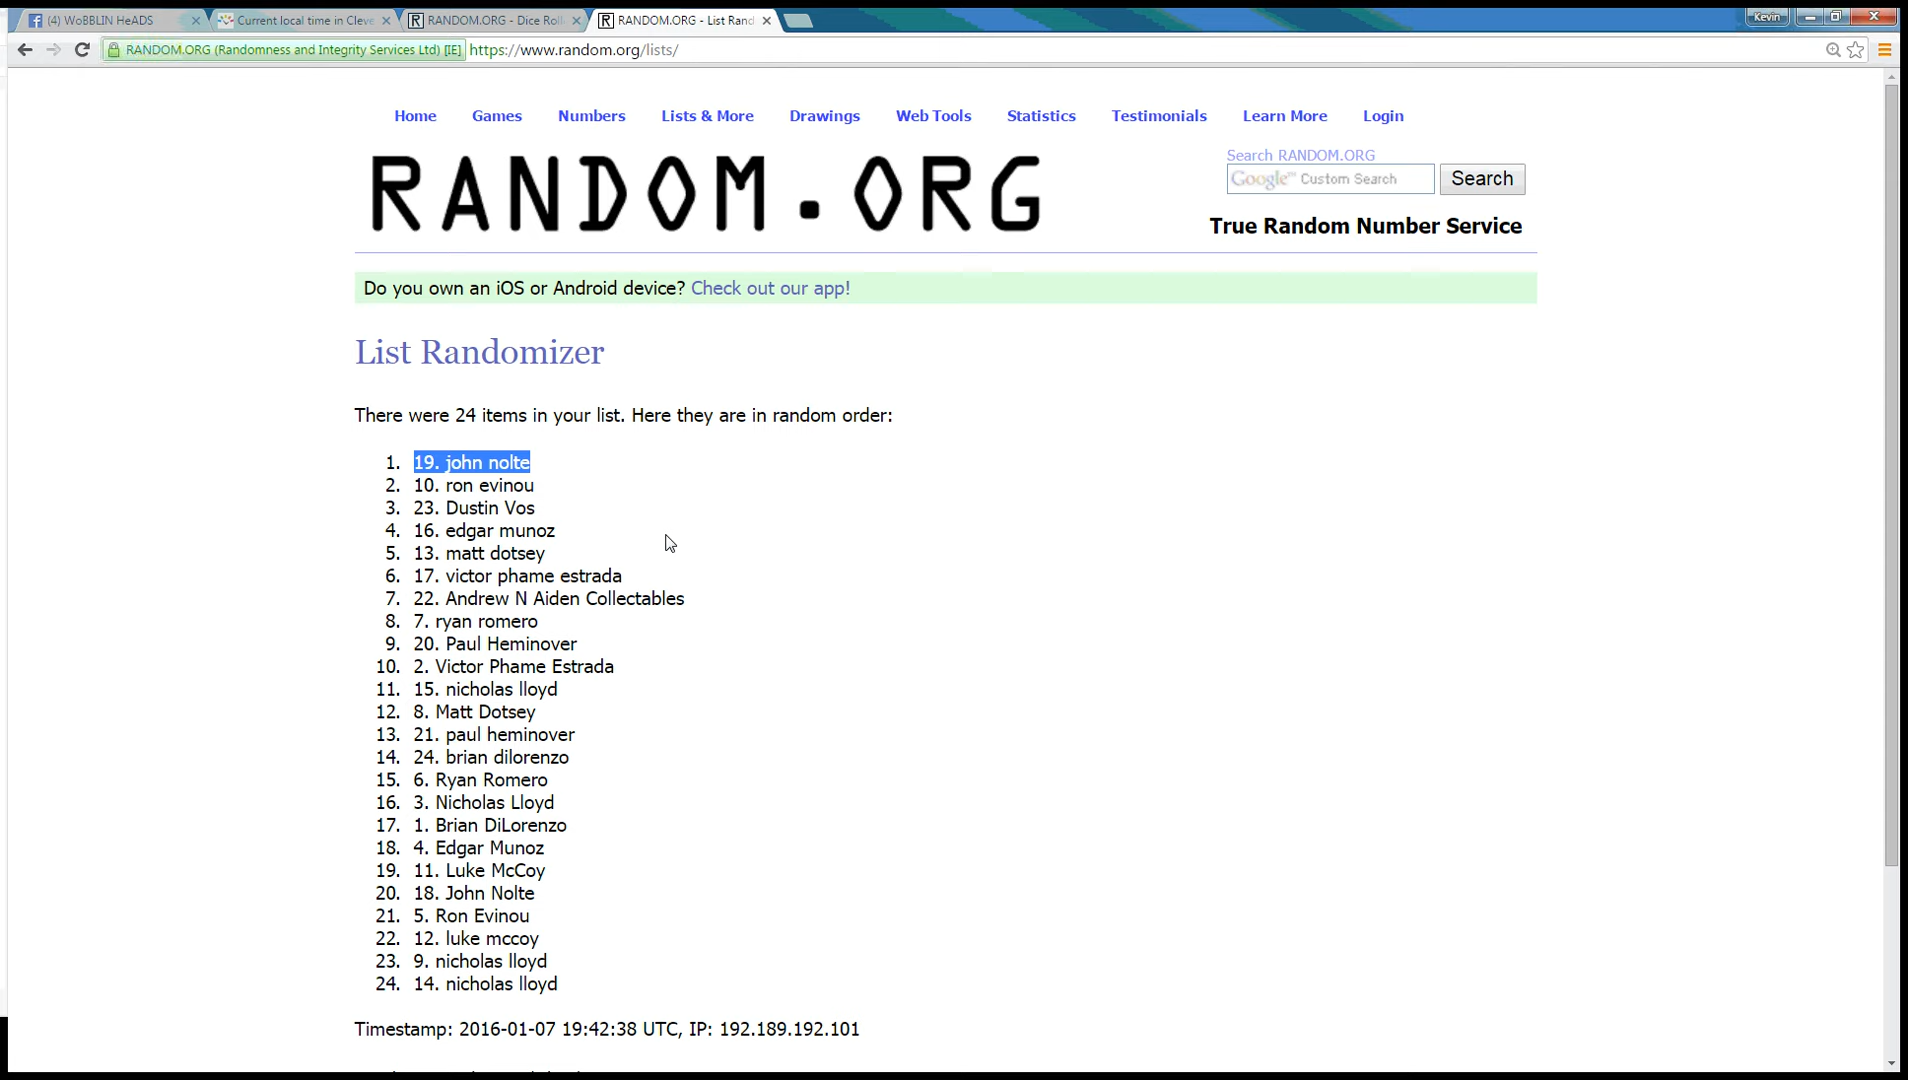 (4) WoBBLIN HeADS
Current local time in Cleve
RANDOM.ORG - Dice Roll
RANDOM.ORG - List Rand
Kevin
RANDOM.ORG (Randomness and Integrity Services Ltd) [IE] https://www.random.org/lists/
Home Games Numbers Lists & More Drawings Web Tools Statistics Testimonials Learn More Login
RANDOM.ORG
Search RANDOM.ORG
Google™ Custom Search Search
True Random Number Service
Do you own an iOS or Android device? Check out our app!
List Randomizer
There were 24 items in your list. Here they are in random order:
1. 19. john nolte
2. 10. ron evinou
3. 23. Dustin Vos
4. 16. edgar munoz
5. 13. matt dotsey
6. 17. victor phame estrada
7. 22. Andrew N Aiden Collectables
8. 7. ryan romero
9. 20. Paul Heminover
10. 2. Victor Phame Estrada
11. 15. nicholas lloyd
12. 8. Matt Dotsey
13. 21. paul heminover
14. 24. brian dilorenzo
15. 6. Ryan Romero
16. 3. Nicholas Lloyd
17. 1. Brian DiLorenzo
18. 4. Edgar Munoz
19. 11. Luke McCoy
20. 18. John Nolte
21. 5. Ron Evinou
22. 12. luke mccoy
23. 9. nicholas lloyd
24. 14. nicholas lloyd
Timestamp: 2016-01-07 19:42:38 UTC, IP: 192.189.192.101